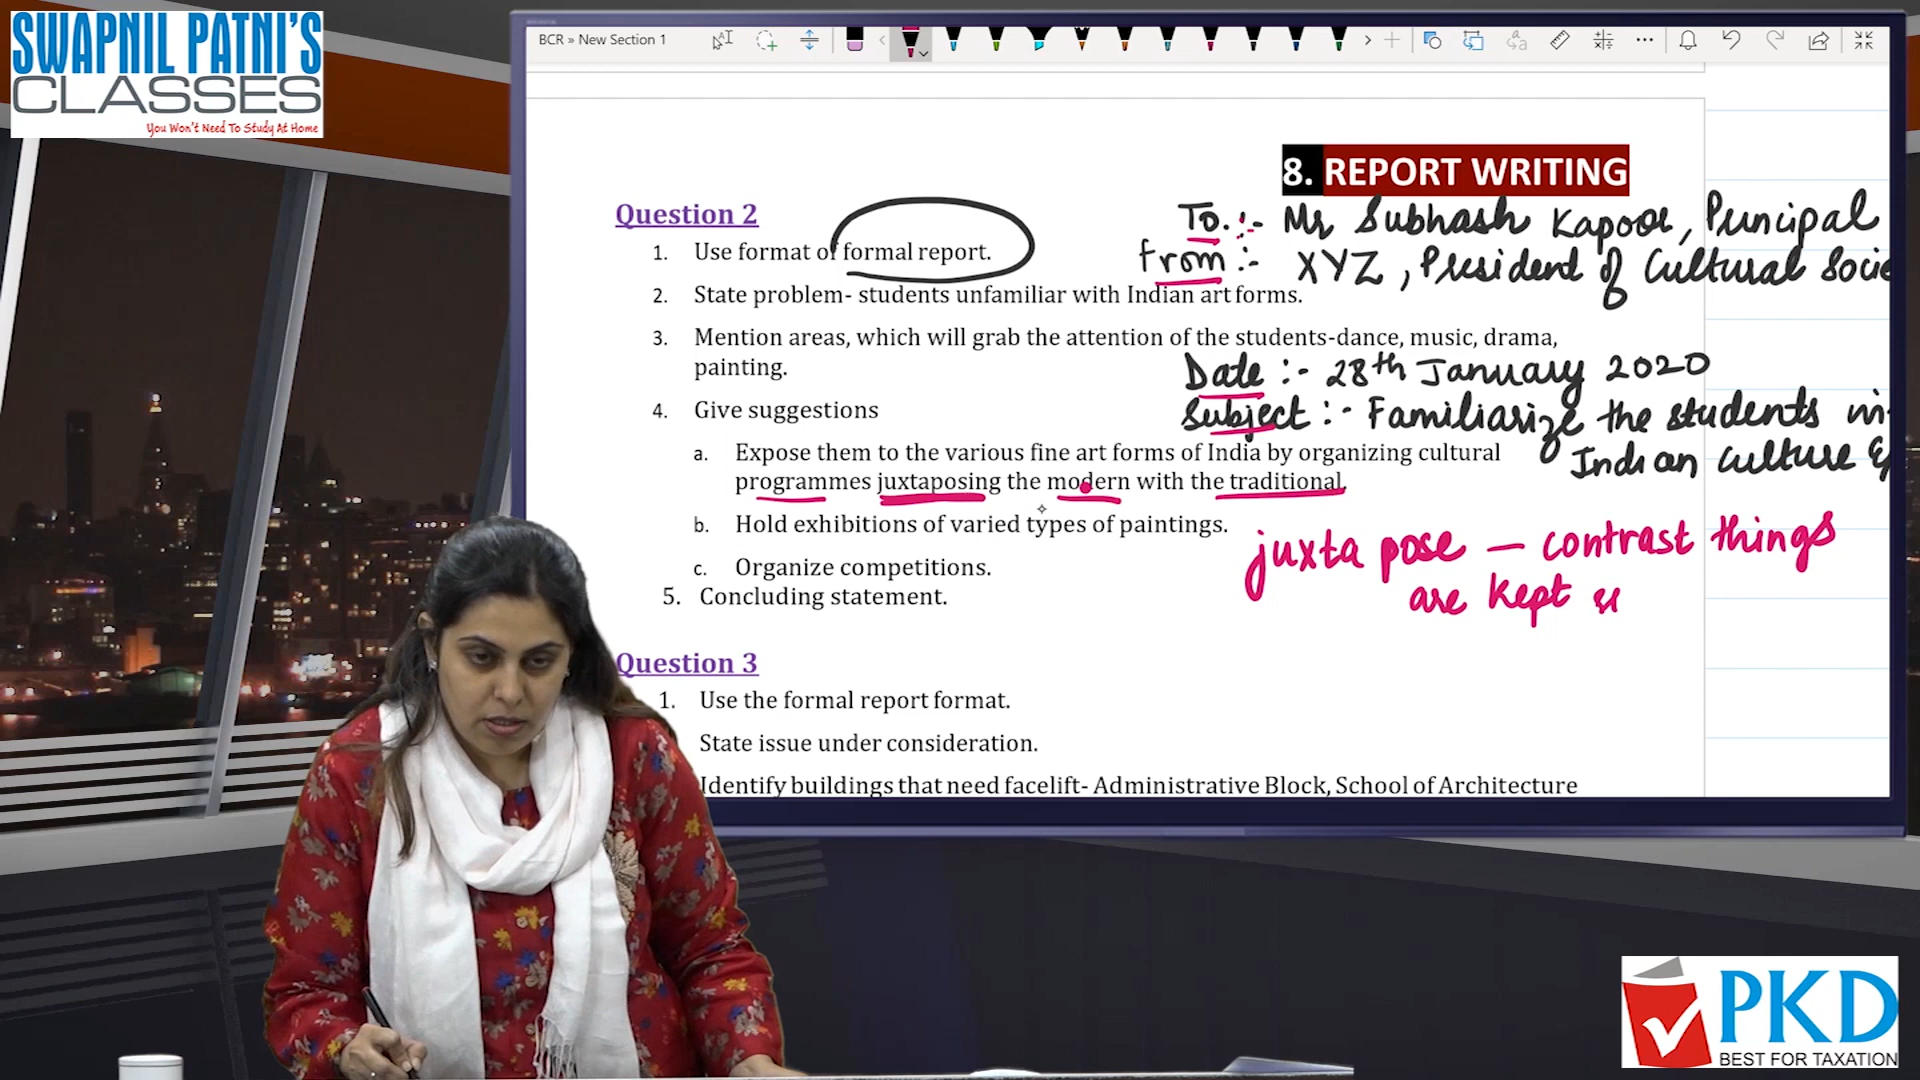 SWAPNIL PATNI'S
CLASSES
You Won't Need To Study At Home
BCR » New Section 1
8. REPORT WRITING
Question 2
To. :- Mr Subhash Kapoor, Principal
From :- XYZ, President of Cultural Socie
1. Use format of formal report.
2. State problem- students unfamiliar with Indian art forms.
3. Mention areas, which will grab the attention of the students-dance, music, drama,
painting.
Date :- 28th January 2020
4. Give suggestions
Subject :- Familiarize the students
Indian Culture
a. Expose them to the various fine art forms of India by organizing cultural
programmes juxtaposing the modern with the traditional.
b. Hold exhibitions of varied types of paintings.
c. Organize competitions.
juxta pose – contrast things
are kept
5. Concluding statement.
Question 3
1. Use the formal report format.
State issue under consideration.
Identify buildings that need facelift- Administrative Block, School of Architecture
PKD
BEST FOR TAXATION